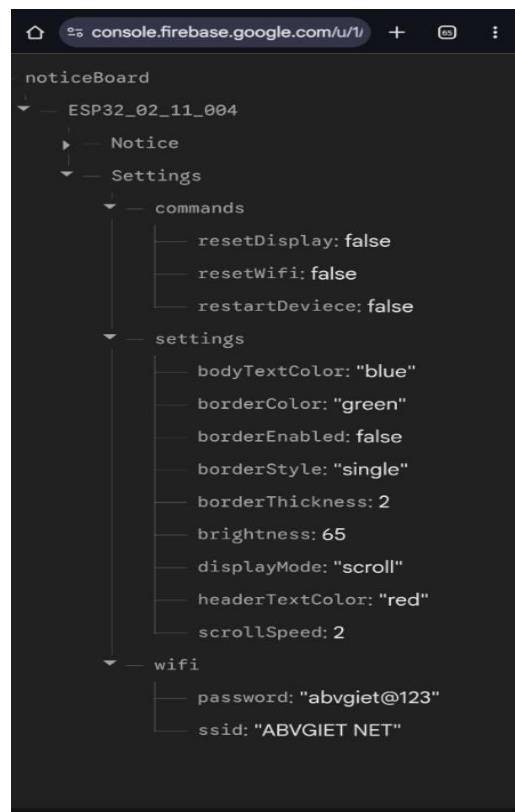 console.firebase.google.com/u/1/
65
noticeBoard
ESP32_02_11_004
Notice
Settings
commands
resetDisplay: false
resetWifi: false
restartDeviece: false
settings
bodyTextColor: "blue"
borderColor: "green"
borderEnabled: false
borderStyle: "single"
borderThickness: 2
brightness: 65
displayMode: "scroll"
headerTextColor: "red"
scrollSpeed: 2
wifi
password: "abvgiet@123"
ssid: "ABVGIET NET"